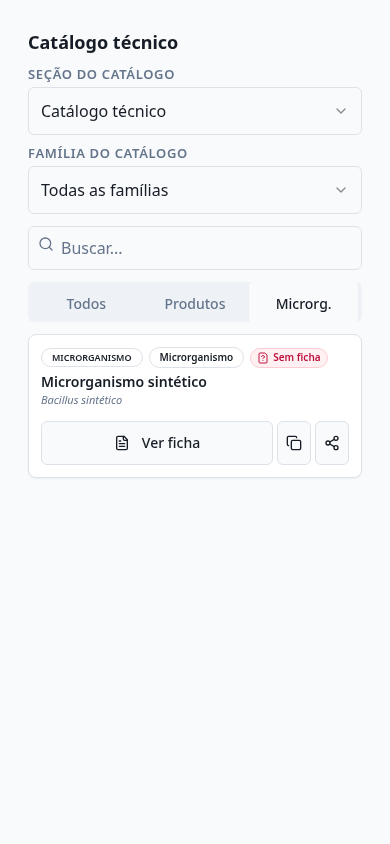 Catálogo técnico
SEÇÃO DO CATÁLOGO
Catálogo técnico
FAMÍLIA DO CATÁLOGO
Todas as famílias
Buscar...
Todos Produtos Microrg.
MICRORGANISMO Microrganismo Sem ficha
Microrganismo sintético
Bacillus sintético
Ver ficha